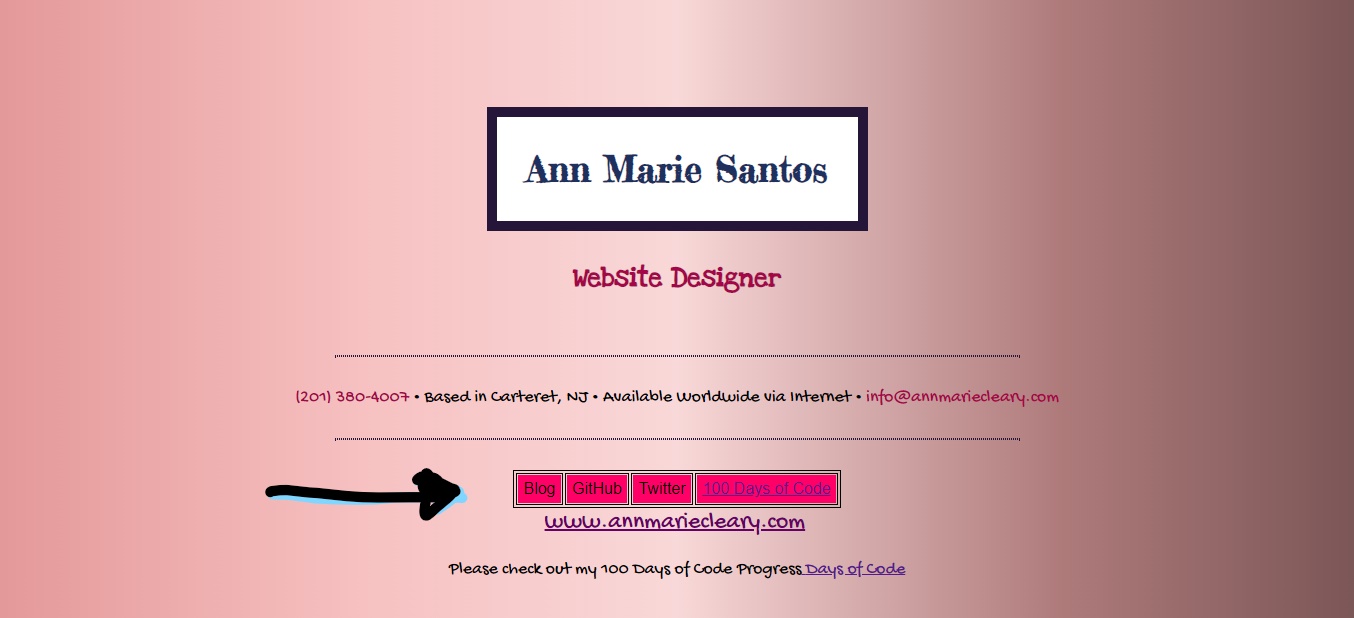 Ann Marie Santos
Website Designer
(201) 380-4007 • Based in Carteret, NJ • Available Worldwide via Internet • info@annmariecleary.com
Blog GitHub Twitter 100 Days of Code
www.annmariecleary.com
Please check out my 100 Days of Code Progress Days of Code